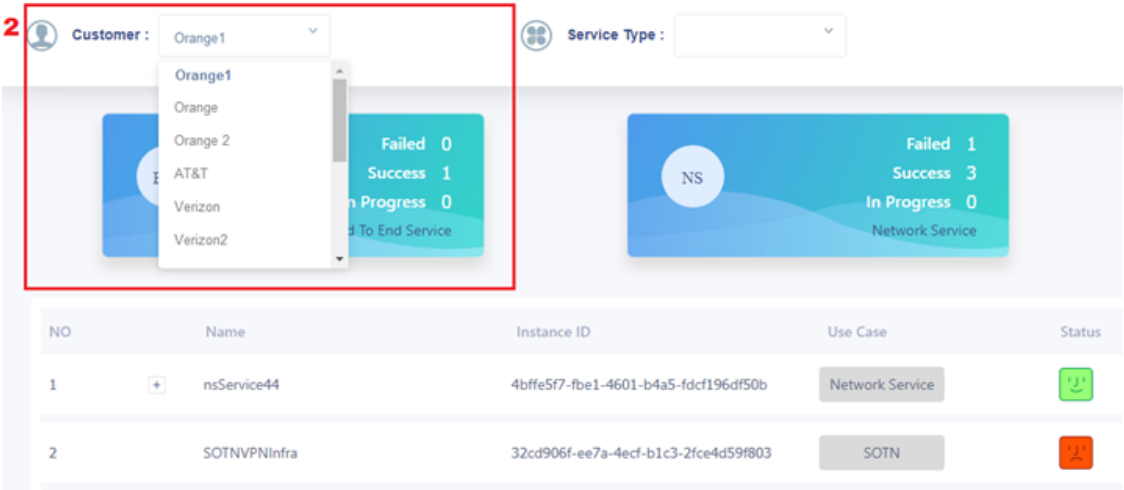 2
Customer :
Orange1
Service Type :
Orange1
Orange
Orange 2
AT&T
Verizon
Verizon2
Failed 0
Success 1
n Progress 0
d To End Service
NS
Failed 1
Success 3
In Progress 0
Network Service
NO Name Instance ID Use Case Status
1 + nsService44 4bffe5f7-fbe1-4601-b4a5-fdcf196df50b Network Service
2 SOTNVPNInfra 32cd906f-ee7a-4ecf-b1c3-2fce4d59f803 SOTN